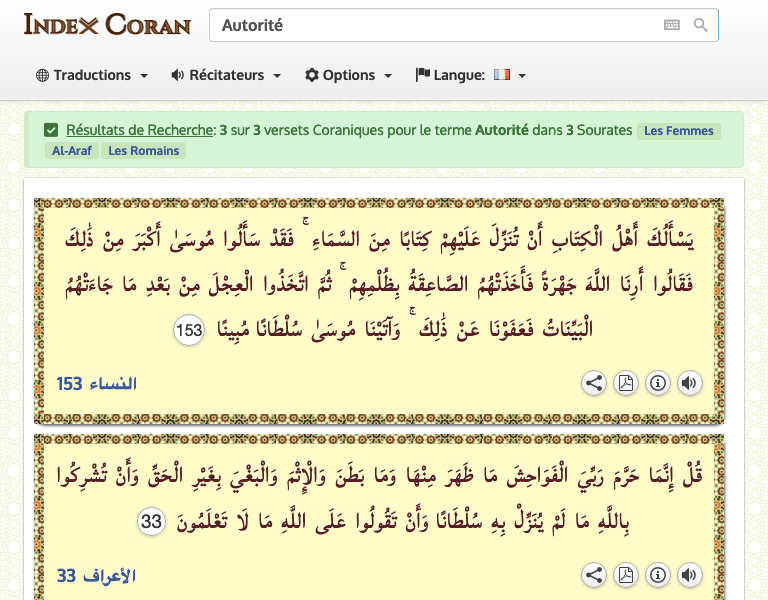 INDEX CORAN
Autorité
Traductions Récitateurs Options Langue:
Résultats de Recherche: 3 sur 3 versets Coraniques pour le terme Autorité dans 3 Sourates Les Femmes
Al-Araf Les Romains
يَسْأَلُكَ أَهْلُ الْكِتَابِ أَنْ تُنَزِّلَ عَلَيْهِمْ كِتَابًا مِنَ السَّمَاءِ ۚ فَقَدْ سَأَلُوا مُوسَىٰ أَكْبَرَ مِنْ ذَٰلِكَ
فَقَالُوا أَرِنَا اللَّهَ جَهْرَةً فَأَخَذَتْهُمُ الصَّاعِقَةُ بِظُلْمِهِمْ ۚ ثُمَّ اتَّخَذُوا الْعِجْلَ مِنْ بَعْدِ مَا جَاءَتْهُمُ
الْبَيِّنَاتُ فَعَفَوْنَا عَنْ ذَٰلِكَ ۚ وَآتَيْنَا مُوسَىٰ سُلْطَانًا مُبِينًا 153
النساء 153
قُلْ إِنَّمَا حَرَّمَ رَبِّيَ الْفَوَاحِشَ مَا ظَهَرَ مِنْهَا وَمَا بَطَنَ وَالْإِثْمَ وَالْبَغْيَ بِغَيْرِ الْحَقِّ وَأَنْ تُشْرِكُوا
بِاللَّهِ مَا لَمْ يُنَزِّلْ بِهِ سُلْطَانًا وَأَنْ تَقُولُوا عَلَى اللَّهِ مَا لَا تَعْلَمُونَ 33
الأعراف 33